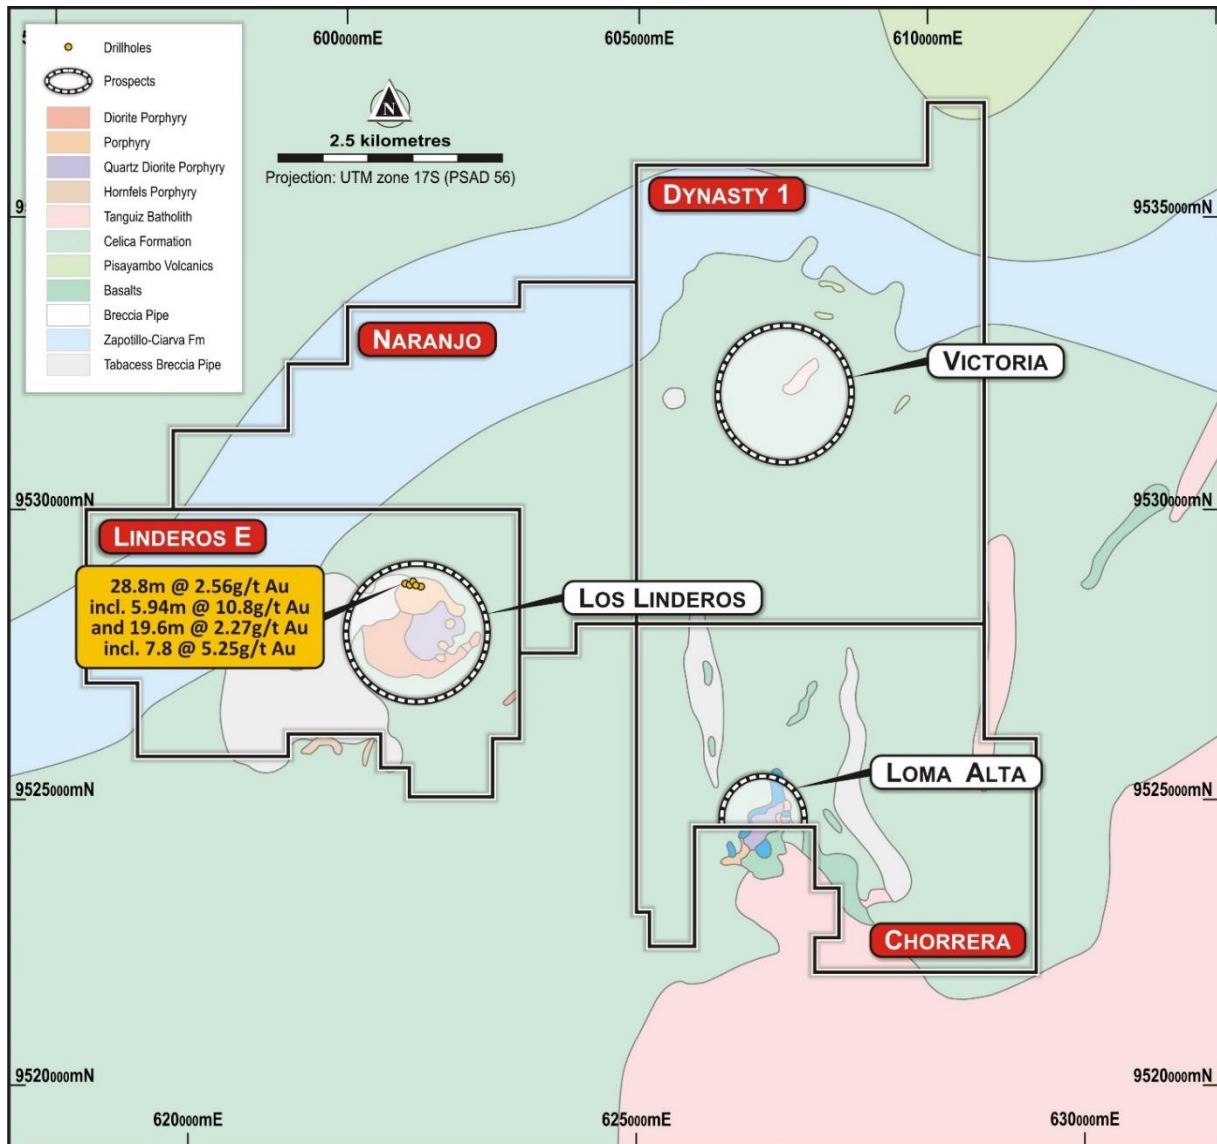 600000mE
605000mE
610000mE
Drillholes
Prospects
Diorite Porphyry
Porphyry
Quartz Diorite Porphyry
Hornfels Porphyry
Tanguiz Batholith
Celica Formation
Pisayambo Volcanics
Basalts
Breccia Pipe
Zapotillo-Ciarva Fm
Tabacess Breccia Pipe
N
2.5 kilometres
Projection: UTM zone 17S (PSAD 56)
DYNASTY 1
9535000mN
NARANJO
VICTORIA
9530000mN
9530000mN
LINDEROS E
28.8m @ 2.56g/t Au
incl. 5.94m @ 10.8g/t Au
and 19.6m @ 2.27g/t Au
incl. 7.8 @ 5.25g/t Au
LOS LINDEROS
LOMA ALTA
9525000mN
9525000mN
CHORRERA
9520000mN
9520000mN
620000mE
625000mE
630000mE